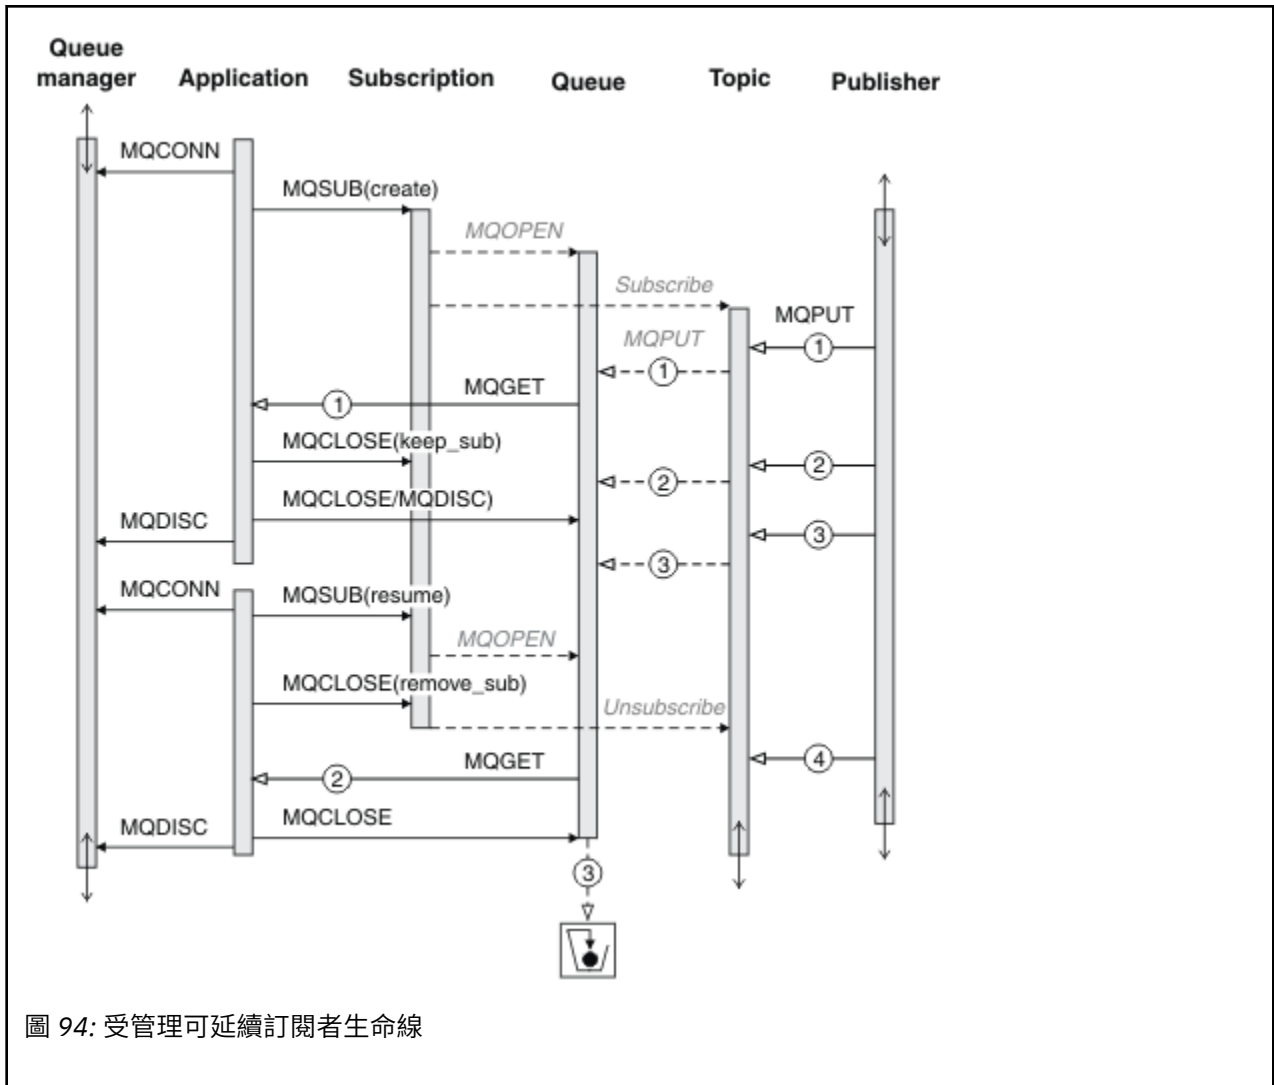 Queue
manager Application Subscription Queue Topic Publisher
MQCONN
MQSUB(create)
MQOPEN
Subscribe
MQPUT
MQPUT
1
1
MQGET
1
MQCLOSE(keep_sub)
2
2
MQCLOSE/MQDISC)
MQDISC
3
3
MQCONN
MQSUB(resume)
MQOPEN
MQCLOSE(remove_sub)
Unsubscribe
4
MQGET
2
MQCLOSE
MQDISC
3
圖 94: 受管理可延續訂閱者生命線